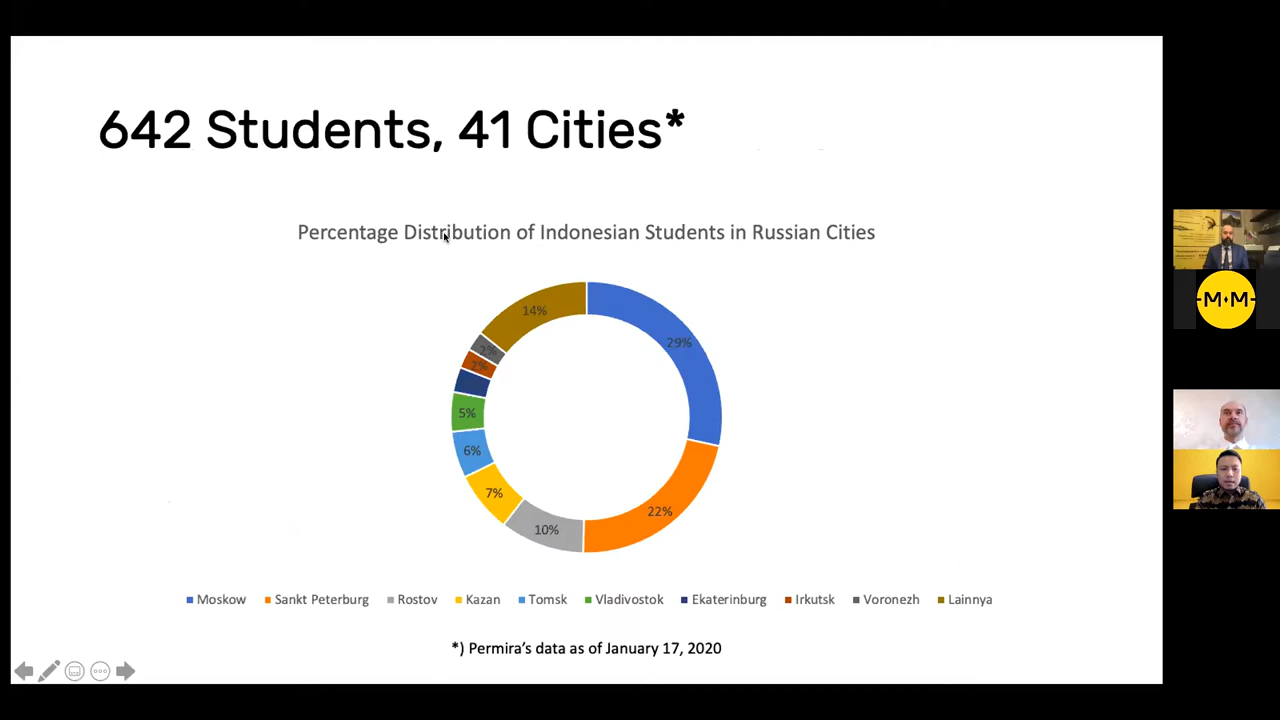 642 Students, 41 Cities*
Percentage Distribution of Indonesian Students in Russian Cities
14%
29%
2%
5%
6%
7%
22%
10%
Moskow Sankt Peterburg Rostov Kazan Tomsk Vladivostok Ekaterinburg Irkutsk Voronezh Lainnya
*) Permira's data as of January 17, 2020
M M